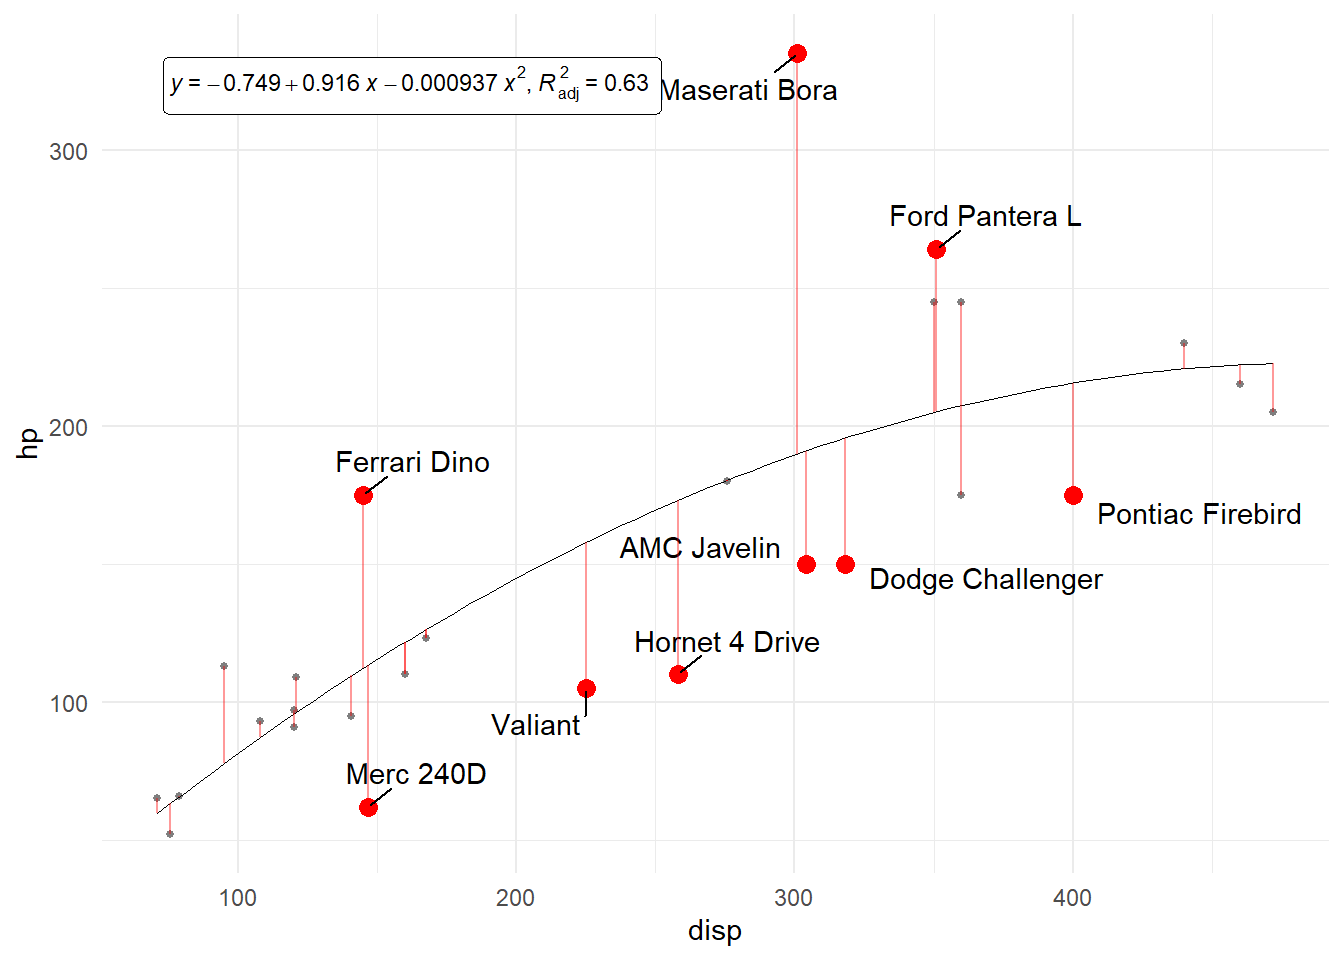 y = −0.749 + 0.916 x − 0.000937 x², R²adj = 0.63
Maserati Bora
300
Ford Pantera L
200
hp
Ferrari Dino
Pontiac Firebird
AMC Javelin
Dodge Challenger
Hornet 4 Drive
100
Valiant
Merc 240D
100 200 300 400
disp